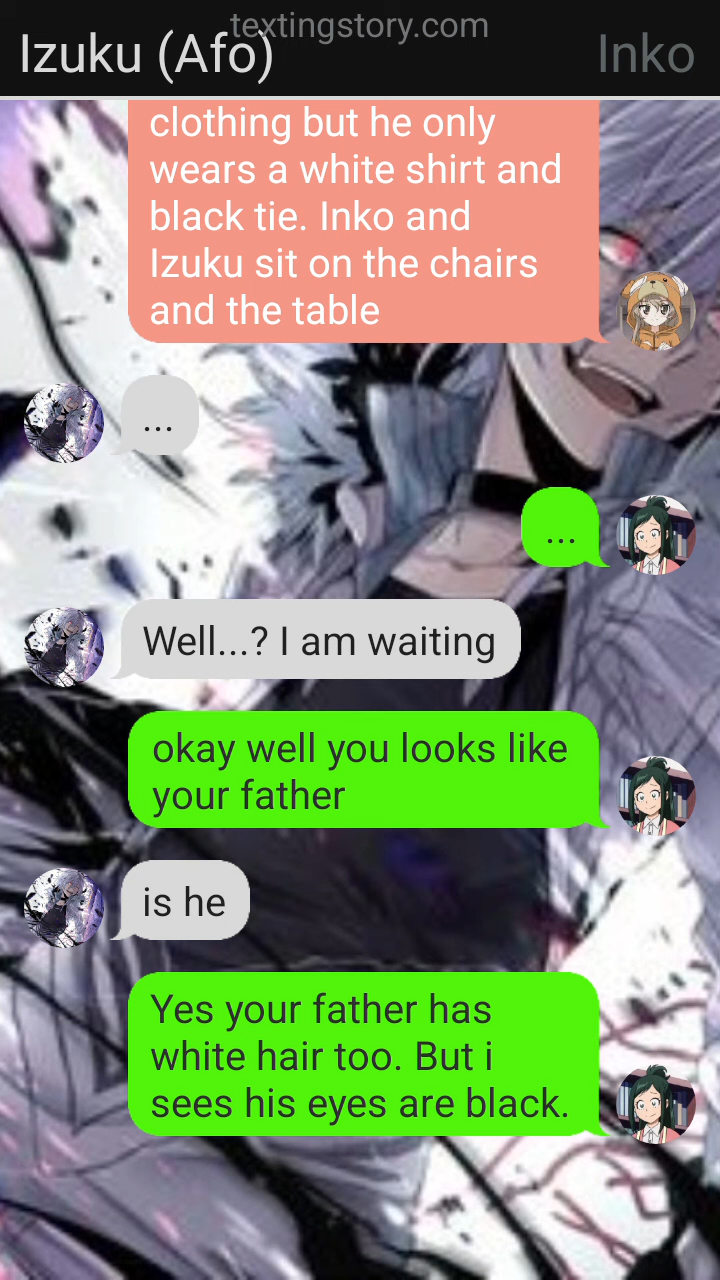 textingstory.com
Izuku (Afo)
Inko
clothing but he only
wears a white shirt and
black tie. Inko and
Izuku sit on the chairs
and the table
...
...
Well...? I am waiting
okay well you looks like
your father
is he
Yes your father has
white hair too. But i
sees his eyes are black.